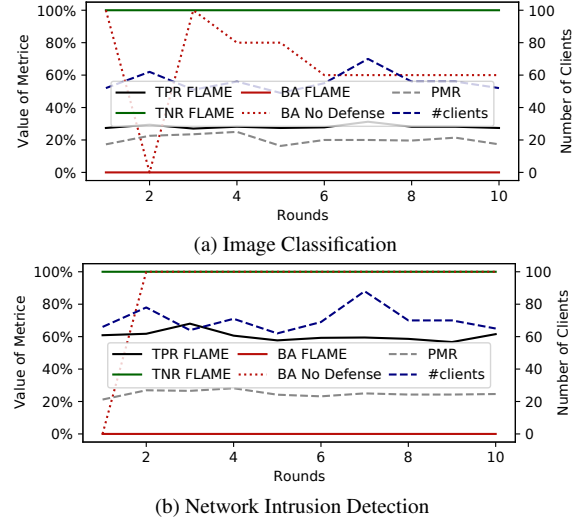 100%
80%
60%
40%
20%
0%
Value of Metrice
100
80
60
40
20
0
Number of Clients
TPR FLAME BA FLAME PMR
TNR FLAME BA No Defense #clients
2 4 6 8 10
Rounds
(a) Image Classification
100%
80%
60%
40%
20%
0%
Value of Metrice
100
80
60
40
20
0
Number of Clients
TPR FLAME BA FLAME PMR
TNR FLAME BA No Defense #clients
2 4 6 8 10
Rounds
(b) Network Intrusion Detection